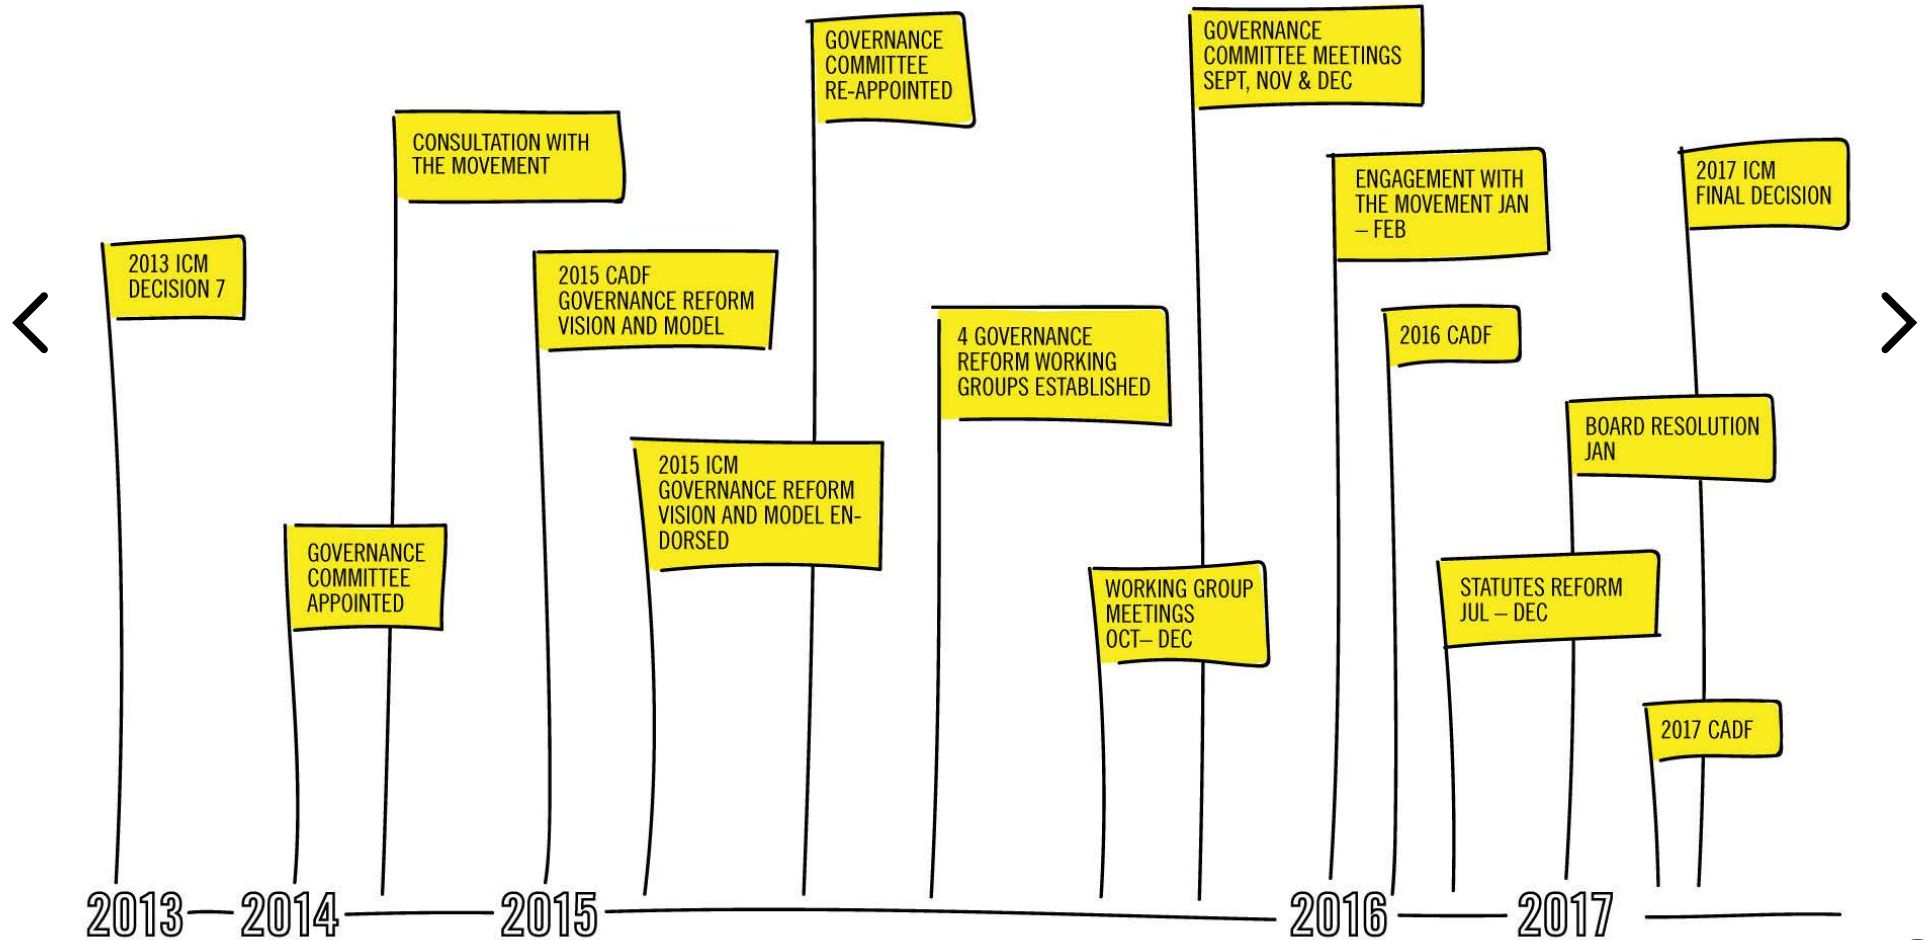 2013 ICM
DECISION 7
GOVERNANCE
COMMITTEE
APPOINTED
CONSULTATION WITH
THE MOVEMENT
2015 CADF
GOVERNANCE REFORM
VISION AND MODEL
2015 ICM
GOVERNANCE REFORM
VISION AND MODEL EN-
DORSED
GOVERNANCE
COMMITTEE
RE-APPOINTED
4 GOVERNANCE
REFORM WORKING
GROUPS ESTABLISHED
WORKING GROUP
MEETINGS
OCT– DEC
GOVERNANCE
COMMITTEE MEETINGS
SEPT, NOV & DEC
ENGAGEMENT WITH
THE MOVEMENT JAN
– FEB
2016 CADF
STATUTES REFORM
JUL – DEC
BOARD RESOLUTION
JAN
2017 CADF
2017 ICM
FINAL DECISION
2013 2014 2015 2016 2017